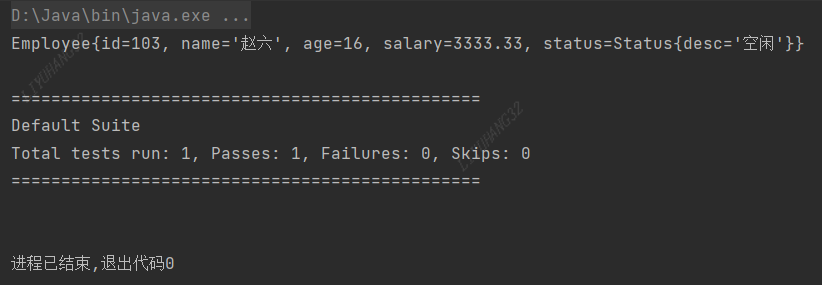 D:\Java\bin\java.exe ...
Employee{id=103, name='赵六', age=16, salary=3333.33, status=Status{desc='空闲'}}
===============================================
Default Suite
Total tests run: 1, Passes: 1, Failures: 0, Skips: 0
===============================================
进程已结束,退出代码0